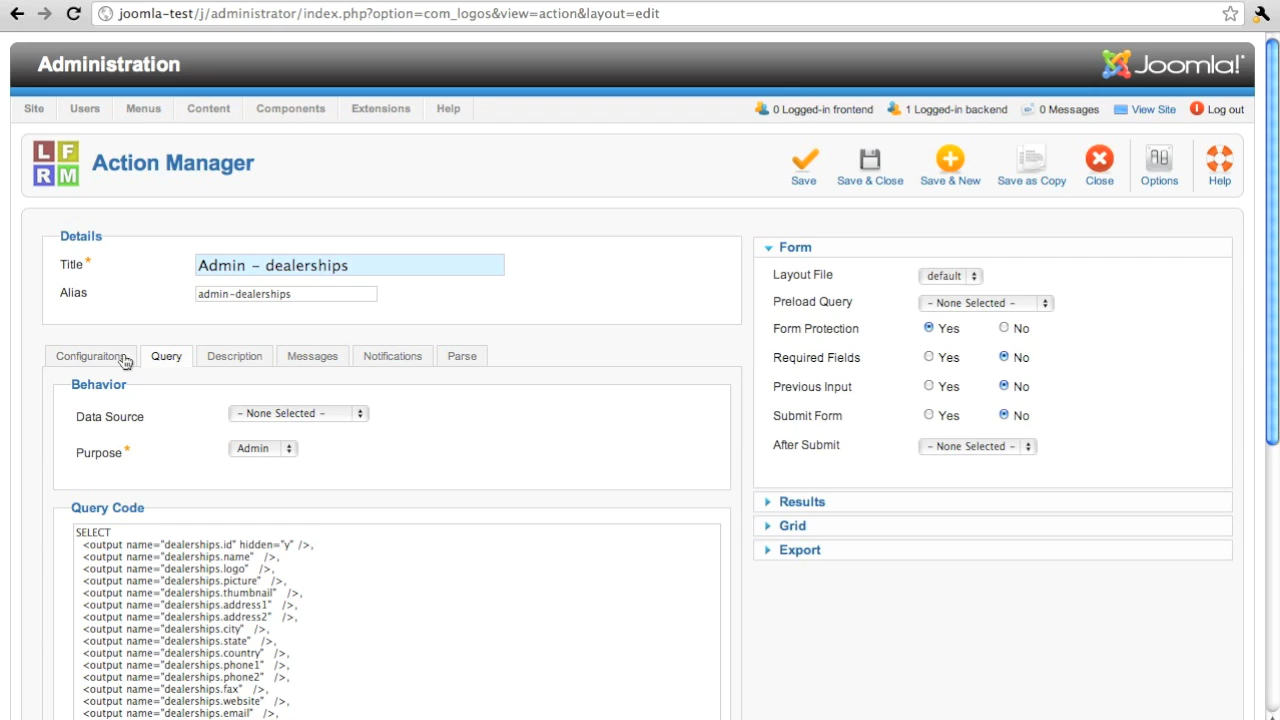 joomla-test/j/administrator/index.php?option=com_logos&view=action&layout=edit
Administration
Joomla!
Site Users Menus Content Components Extensions Help 0 Logged-in frontend 1 Logged-in backend 0 Messages View Site Log out
L F
R M
Action Manager
Save Save & Close Save & New Save as Copy Close Options Help
Details
Title * Admin - dealerships
Alias admin-dealerships
Configuraitons Query Description Messages Notifications Parse
Behavior
Data Source - None Selected -
Purpose * Admin
Query Code
SELECT
<output name="dealerships.id" hidden="y" />,
<output name="dealerships.name" />,
<output name="dealerships.logo" />,
<output name="dealerships.picture" />,
<output name="dealerships.thumbnail" />,
<output name="dealerships.address1" />,
<output name="dealerships.address2" />,
<output name="dealerships.city" />,
<output name="dealerships.state" />,
<output name="dealerships.country" />,
<output name="dealerships.phone1" />,
<output name="dealerships.phone2" />,
<output name="dealerships.fax" />,
<output name="dealerships.website" />,
<output name="dealerships.email" />,
Form
Layout File default
Preload Query - None Selected -
Form Protection Yes No
Required Fields Yes No
Previous Input Yes No
Submit Form Yes No
After Submit - None Selected -
Results
Grid
Export